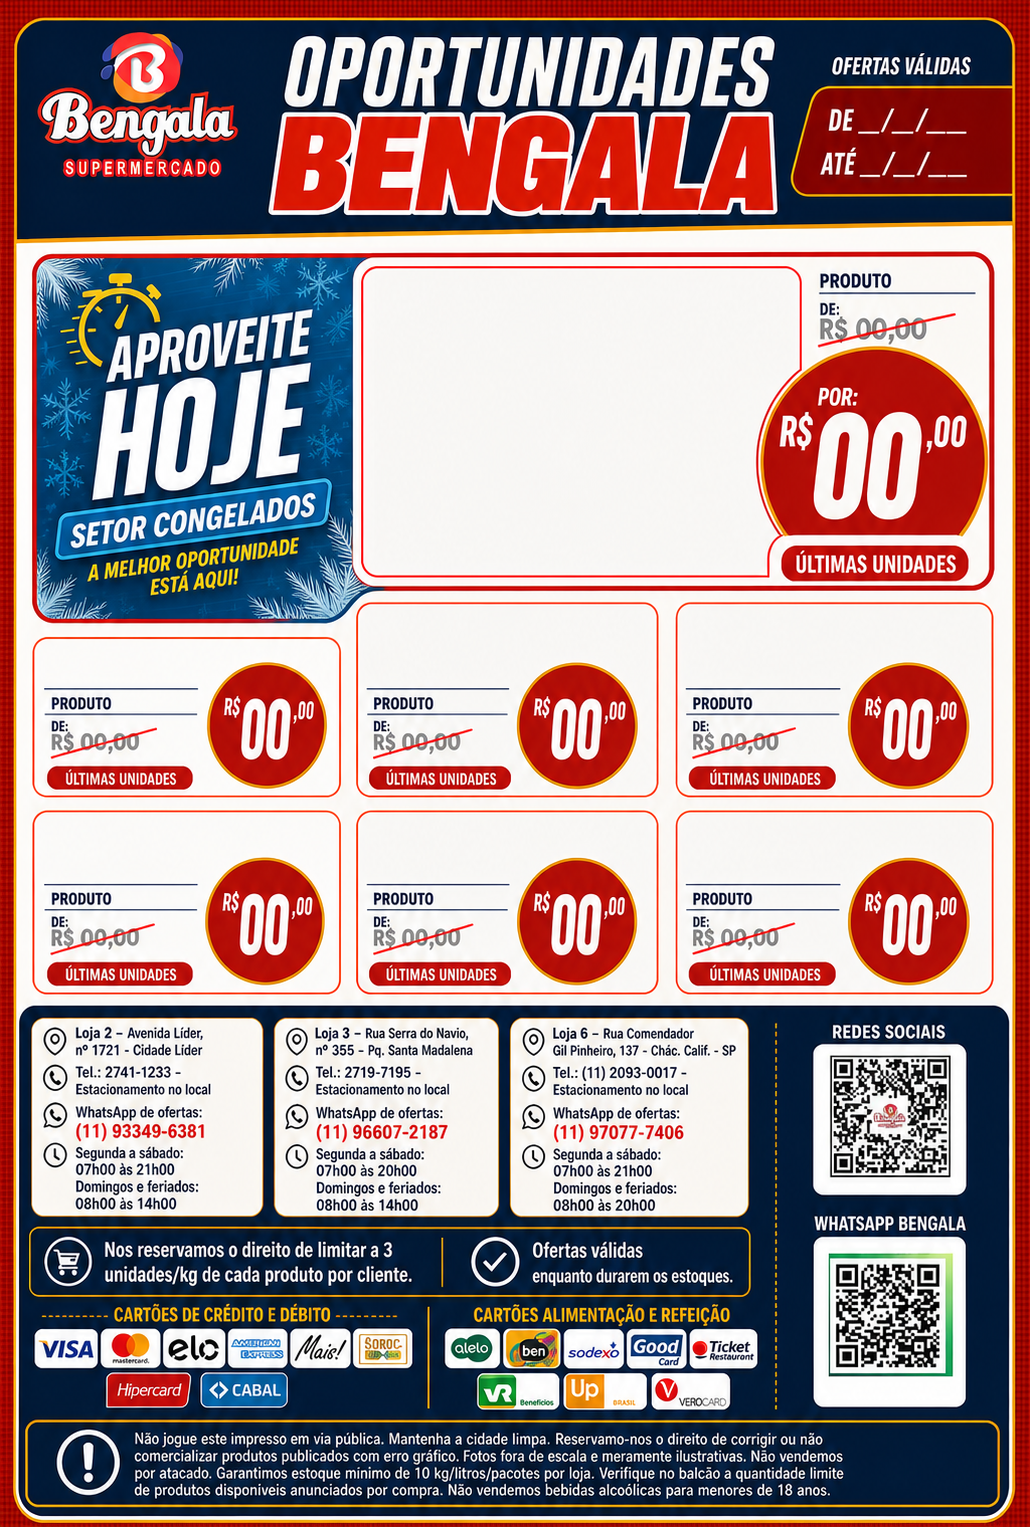 B
Bengala
SUPERMERCADO
OPORTUNIDADES
BENGALA
OFERTAS VÁLIDAS
DE __/__/__
ATÉ __/__/__
APROVEITE
HOJE
SETOR CONGELADOS
A MELHOR OPORTUNIDADE
ESTÁ AQUI!
PRODUTO
DE:
R$ 00,00
POR:
R$ 00,00
ÚLTIMAS UNIDADES
PRODUTO
DE:
R$ 00,00
ÚLTIMAS UNIDADES
R$ 00,00
PRODUTO
DE:
R$ 00,00
ÚLTIMAS UNIDADES
R$ 00,00
PRODUTO
DE:
R$ 00,00
ÚLTIMAS UNIDADES
R$ 00,00
PRODUTO
DE:
R$ 00,00
ÚLTIMAS UNIDADES
R$ 00,00
PRODUTO
DE:
R$ 00,00
ÚLTIMAS UNIDADES
R$ 00,00
PRODUTO
DE:
R$ 00,00
ÚLTIMAS UNIDADES
R$ 00,00
Loja 2 – Avenida Líder,
nº 1721 - Cidade Líder
Tel.: 2741-1233 –
Estacionamento no local
WhatsApp de ofertas:
(11) 93349-6381
Segunda a sábado:
07h00 às 21h00
Domingos e feriados:
08h00 às 14h00
Loja 3 – Rua Serra do Navio,
nº 355 - Pq. Santa Madalena
Tel.: 2719-7195 –
Estacionamento no local
WhatsApp de ofertas:
(11) 96607-2187
Segunda a sábado:
07h00 às 20h00
Domingos e feriados:
08h00 às 14h00
Loja 6 – Rua Comendador
Gil Pinheiro, 137 - Chác. Calif. - SP
Tel.: (11) 2093-0017 –
Estacionamento no local
WhatsApp de ofertas:
(11) 97077-7406
Segunda a sábado:
07h00 às 21h00
Domingos e feriados:
08h00 às 20h00
REDES SOCIAIS
WHATSAPP BENGALA
Nos reservamos o direito de limitar a 3
unidades/kg de cada produto por cliente.
Ofertas válidas
enquanto durarem os estoques.
CARTÕES DE CRÉDITO E DÉBITO
VISA
mastercard.
elo
AMERICAN
EXPRESS
Mais!
SOROC
Hipercard
CABAL
CARTÕES ALIMENTAÇÃO E REFEIÇÃO
alelo
ben
sodexo
Good
Card
Ticket
Restaurant
VR
Benefícios
Up
BRASIL
V
VEROCARD
Não jogue este impresso em via pública. Mantenha a cidade limpa. Reservamo-nos o direito de corrigir ou não
comercializar produtos publicados com erro gráfico. Fotos fora de escala e meramente ilustrativas. Não vendemos
por atacado. Garantimos estoque mínimo de 10 kg/litros/pacotes por loja. Verifique no balcão a quantidade limite
de produtos disponíveis anunciados por compra. Não vendemos bebidas alcoólicas para menores de 18 anos.